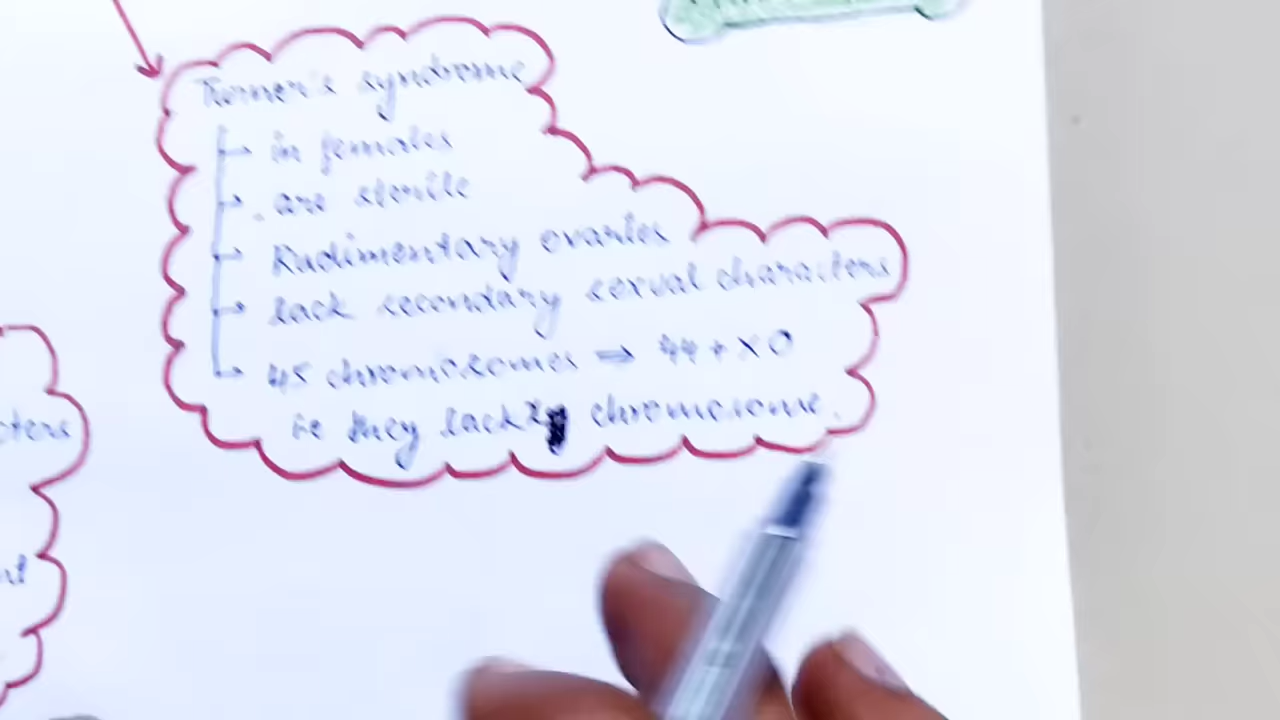 Turner's syndrome
in females
are sterile
Rudimentary ovaries
lack secondary sexual characters
45 chromosomes ⇒ 44 + XO
ie they lack chromosome.
cters